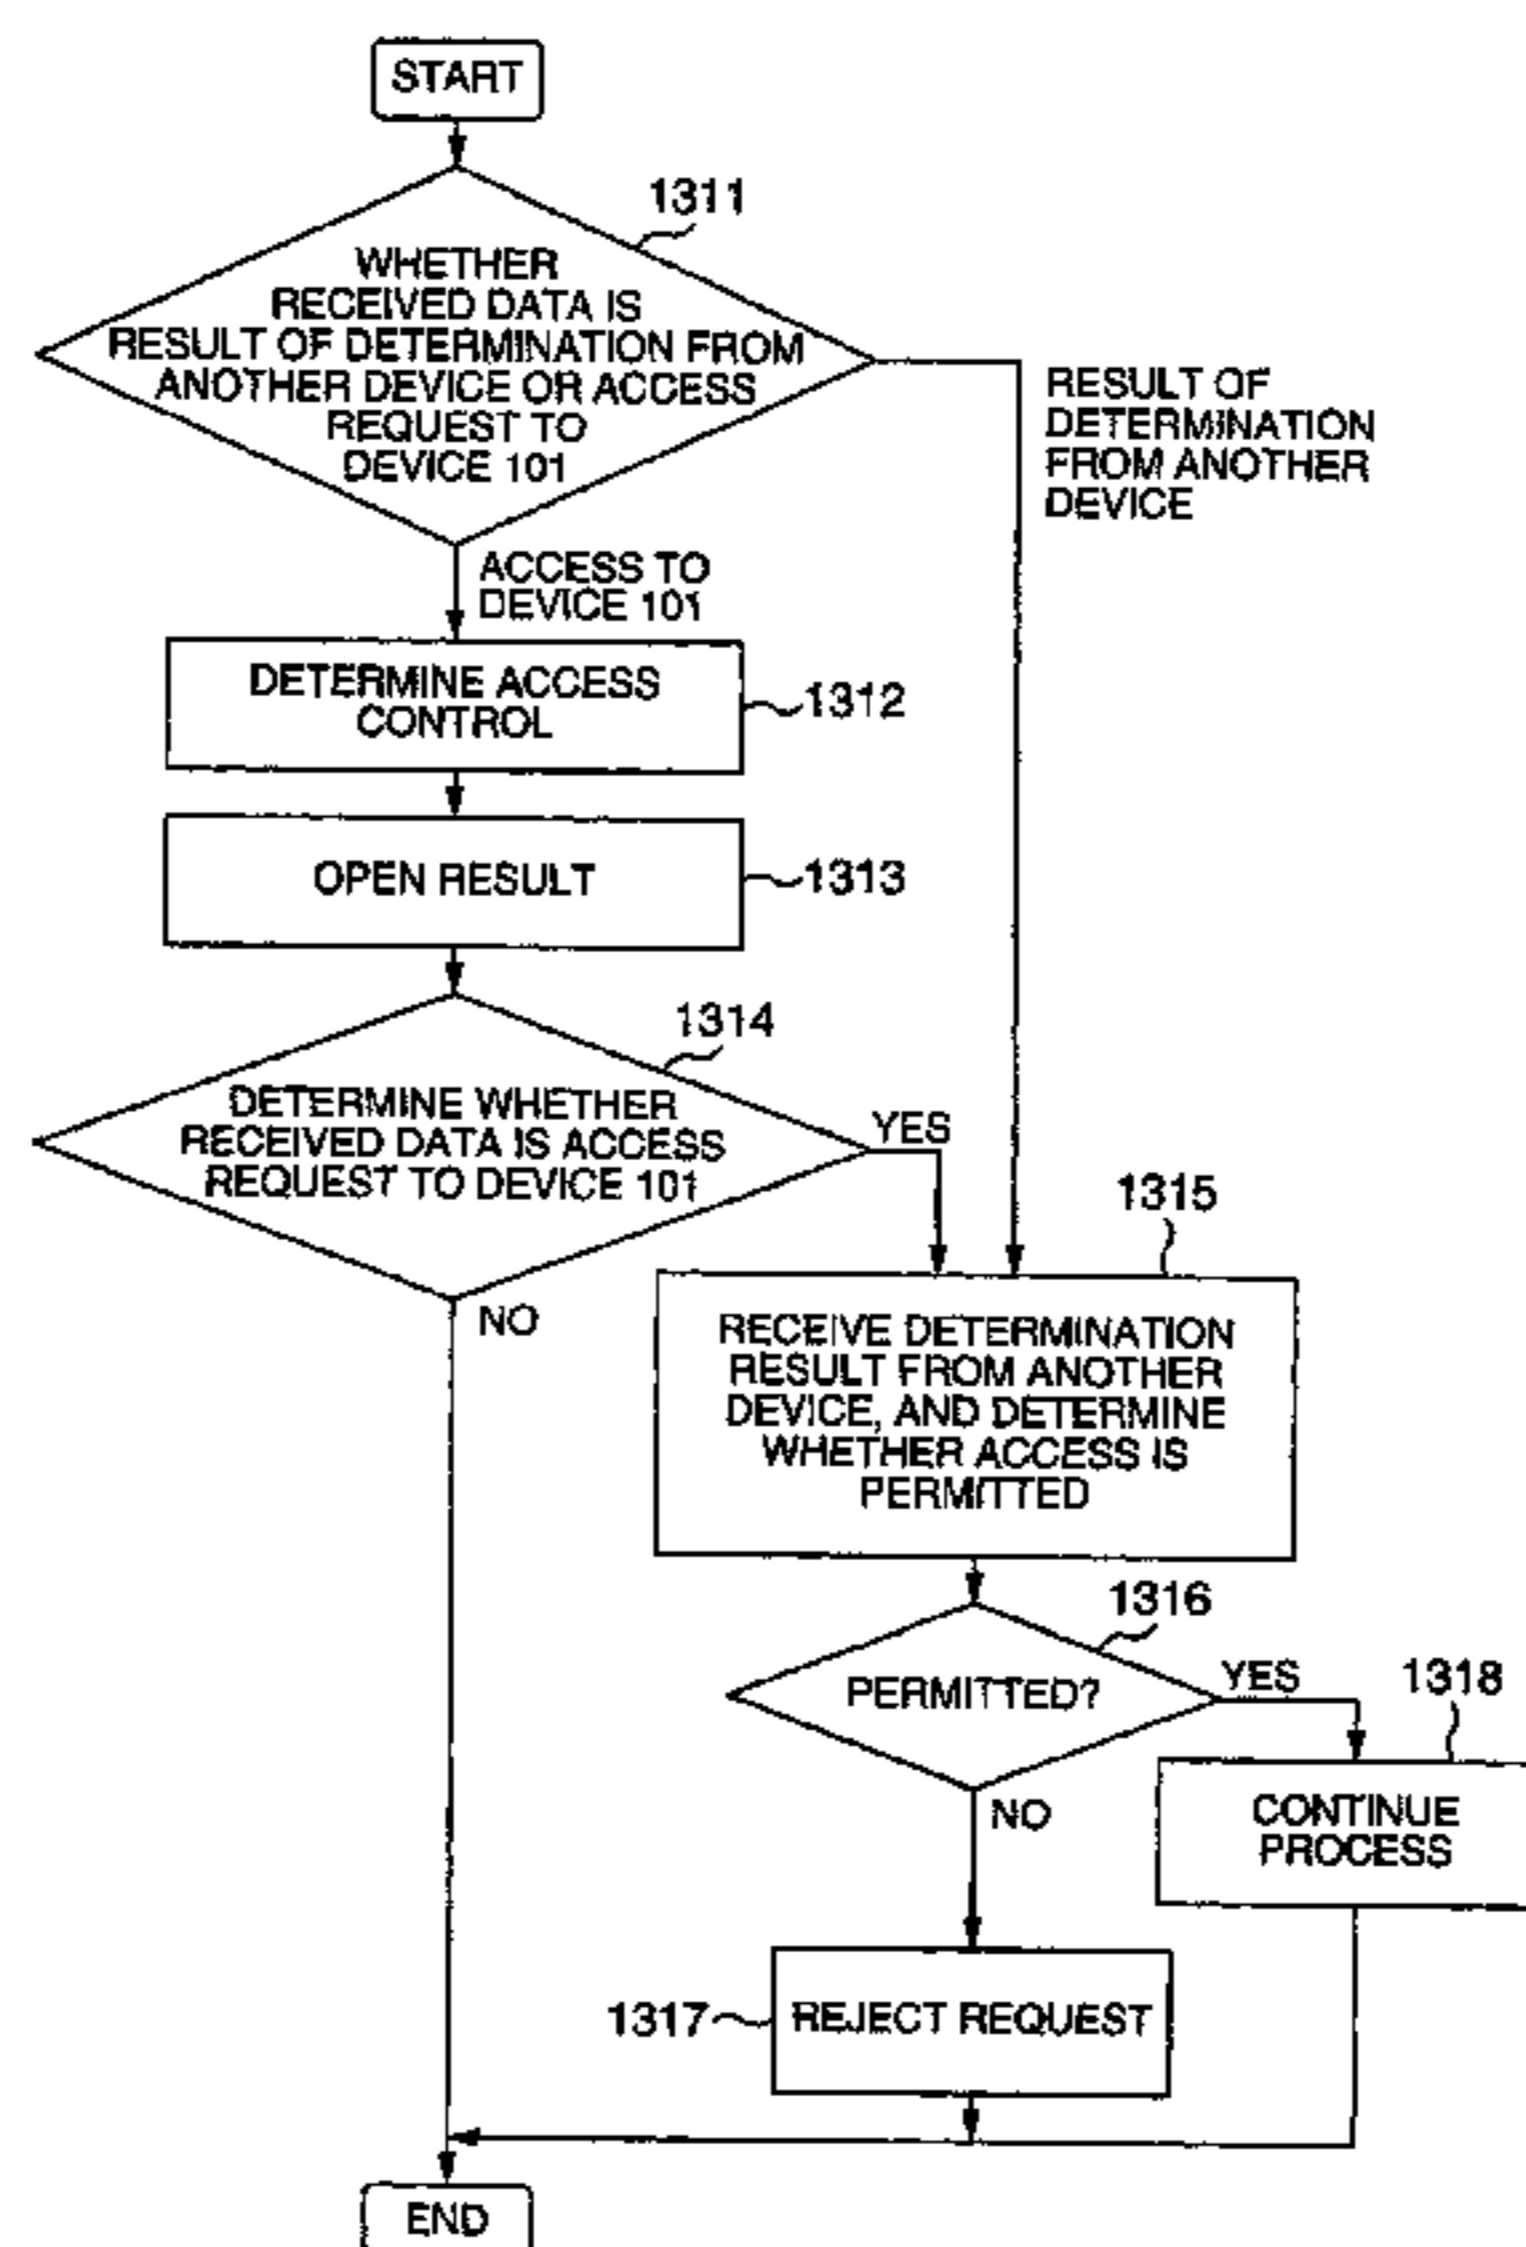 START
1311
WHETHER
RECEIVED DATA IS
RESULT OF DETERMINATION FROM
ANOTHER DEVICE OR ACCESS
REQUEST TO
DEVICE 101
RESULT OF
DETERMINATION
FROM ANOTHER
DEVICE
ACCESS TO
DEVICE 101
DETERMINE ACCESS
CONTROL
1312
OPEN RESULT
1313
1314
DETERMINE WHETHER
RECEIVED DATA IS ACCESS
REQUEST TO DEVICE 101
YES
NO
1315
RECEIVE DETERMINATION
RESULT FROM ANOTHER
DEVICE, AND DETERMINE
WHETHER ACCESS IS
PERMITTED
1316
PERMITTED?
YES
1318
NO
CONTINUE
PROCESS
1317
REJECT REQUEST
END